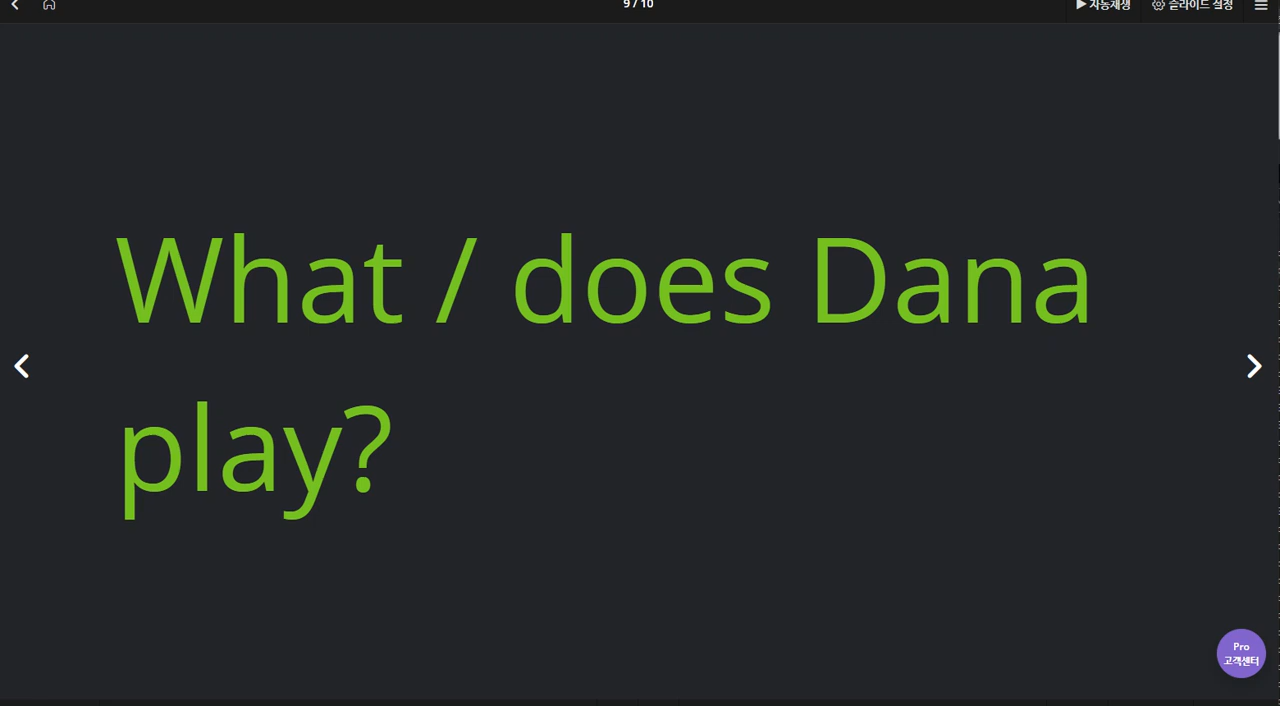 9 / 10
▶ 자동재생
슬라이드 설정
What / does Dana
play?
Pro
고객센터